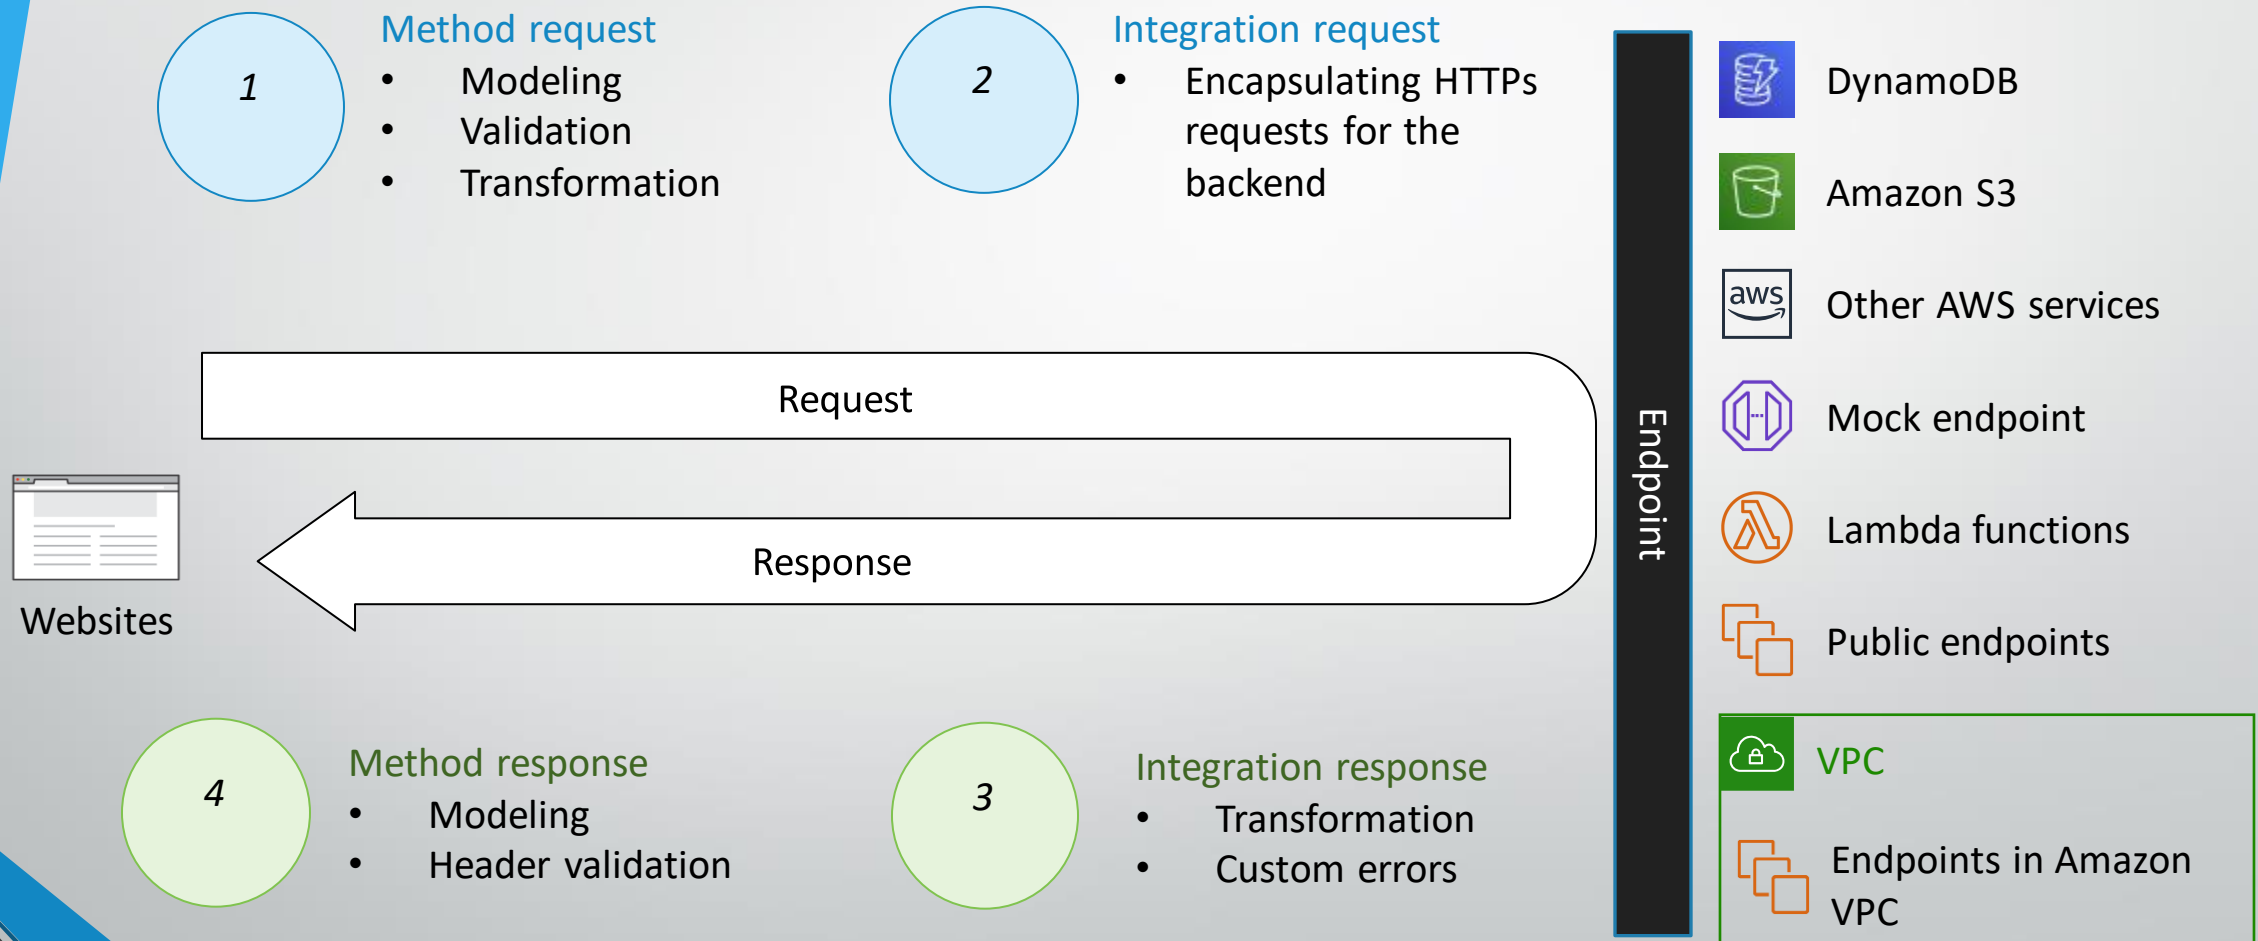 1
Method request
• Modeling
• Validation
• Transformation
2
Integration request
• Encapsulating HTTPs
requests for the
backend
Request
Response
Websites
4
Method response
• Modeling
• Header validation
3
Integration response
• Transformation
• Custom errors
Endpoint
DynamoDB
Amazon S3
aws
Other AWS services
Mock endpoint
Lambda functions
Public endpoints
VPC
Endpoints in Amazon
VPC